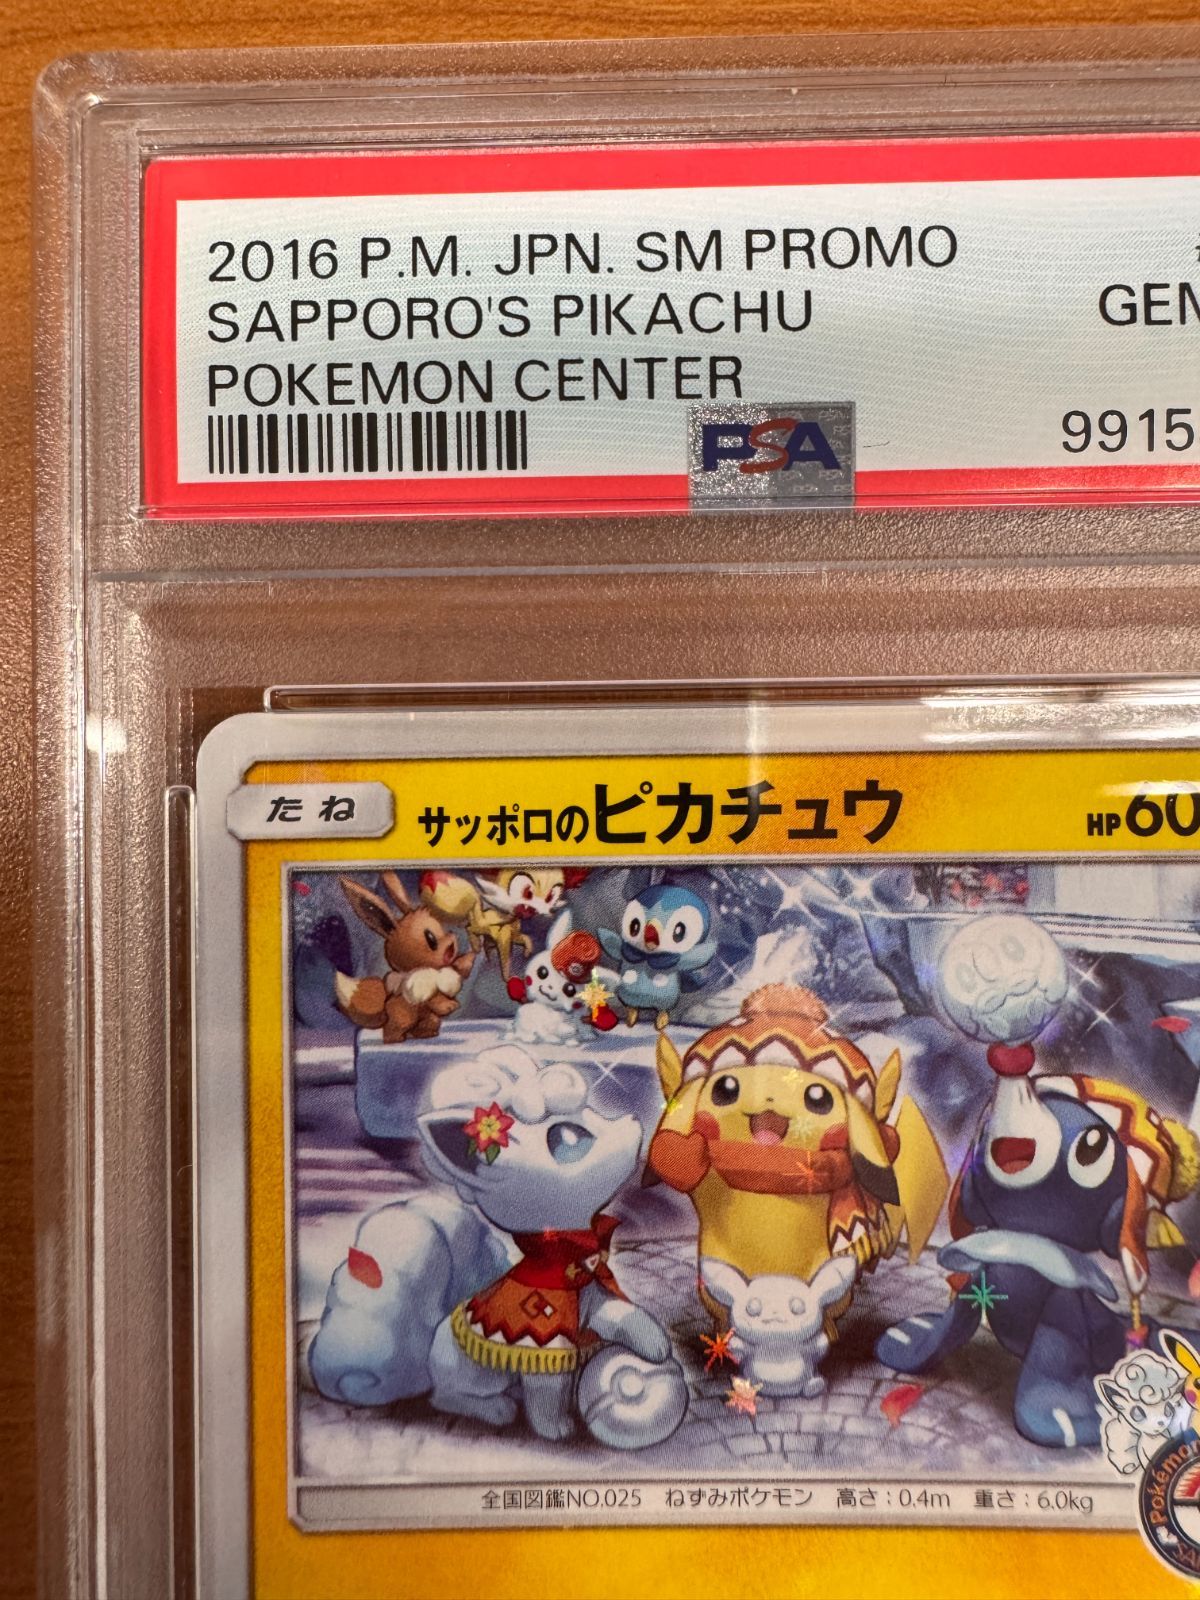 2016 P.M. JPN. SM PROMO
SAPPORO'S PIKACHU
GEM
POKEMON CENTER
PSA
9915
たね
サッポロのピカチュウ
HP60
全国図鑑NO.025 ねずみポケモン 高さ：0.4m 重さ：6.0kg
Pokémon